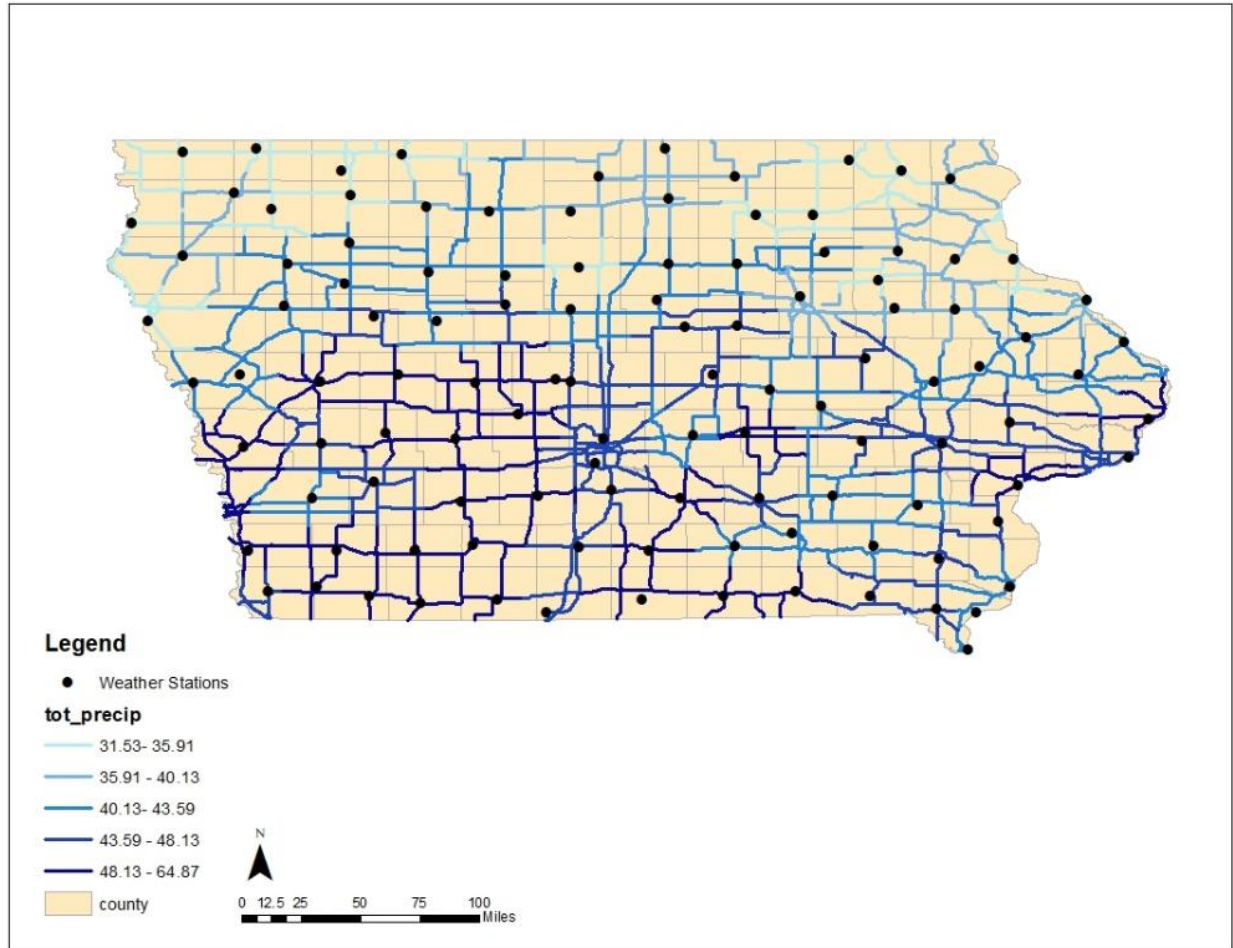 Legend
Weather Stations
tot_precip
31.53- 35.91
35.91 - 40.13
40.13- 43.59
43.59 - 48.13
48.13 - 64.87
county
N
0 12.5 25 50 75 100
Miles